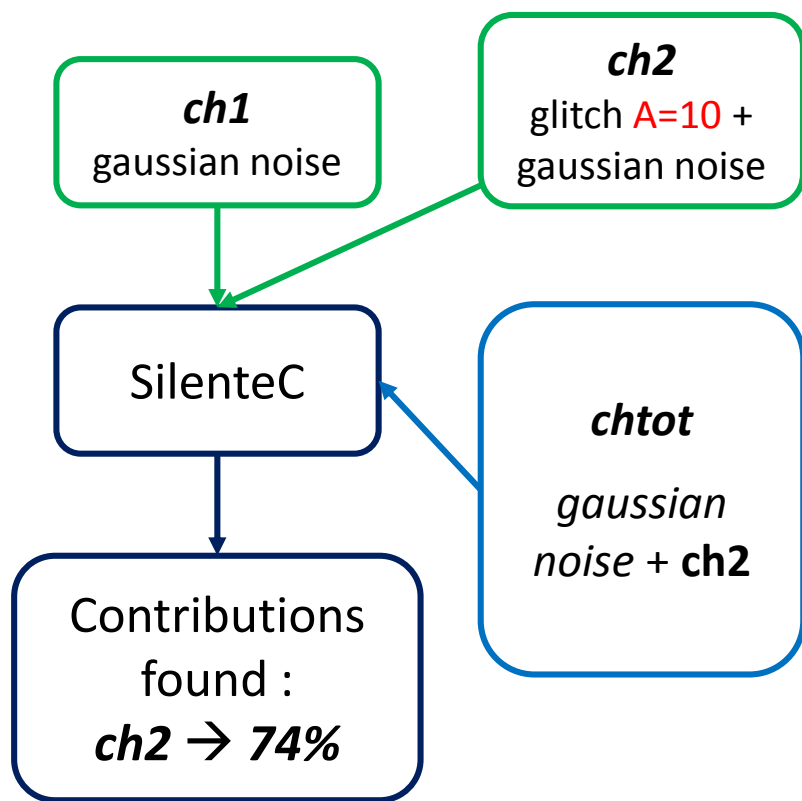 ch1
gaussian noise
ch2
glitch A=10 +
gaussian noise
SilenteC
chtot
gaussian
noise + ch2
Contributions
found :
ch2 → 74%